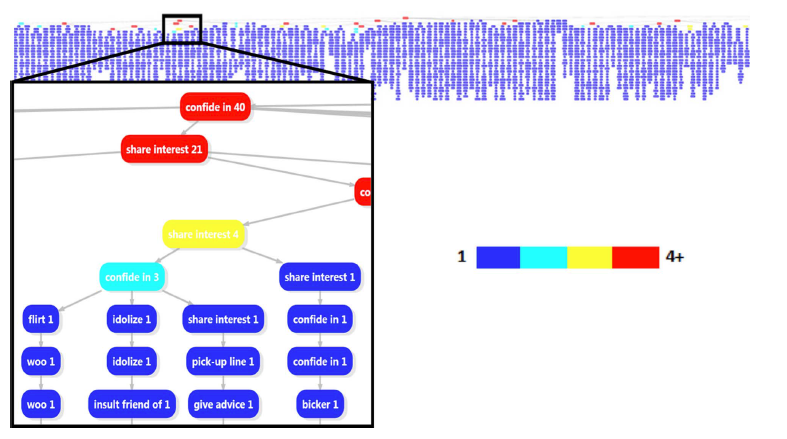 confide in 40
share interest 21
co
share interest 4
confide in 3
share interest 1
flirt 1
idolize 1
share interest 1
confide in 1
woo 1
idolize 1
pick-up line 1
confide in 1
woo 1
insult friend of 1
give advice 1
bicker 1
1
4+